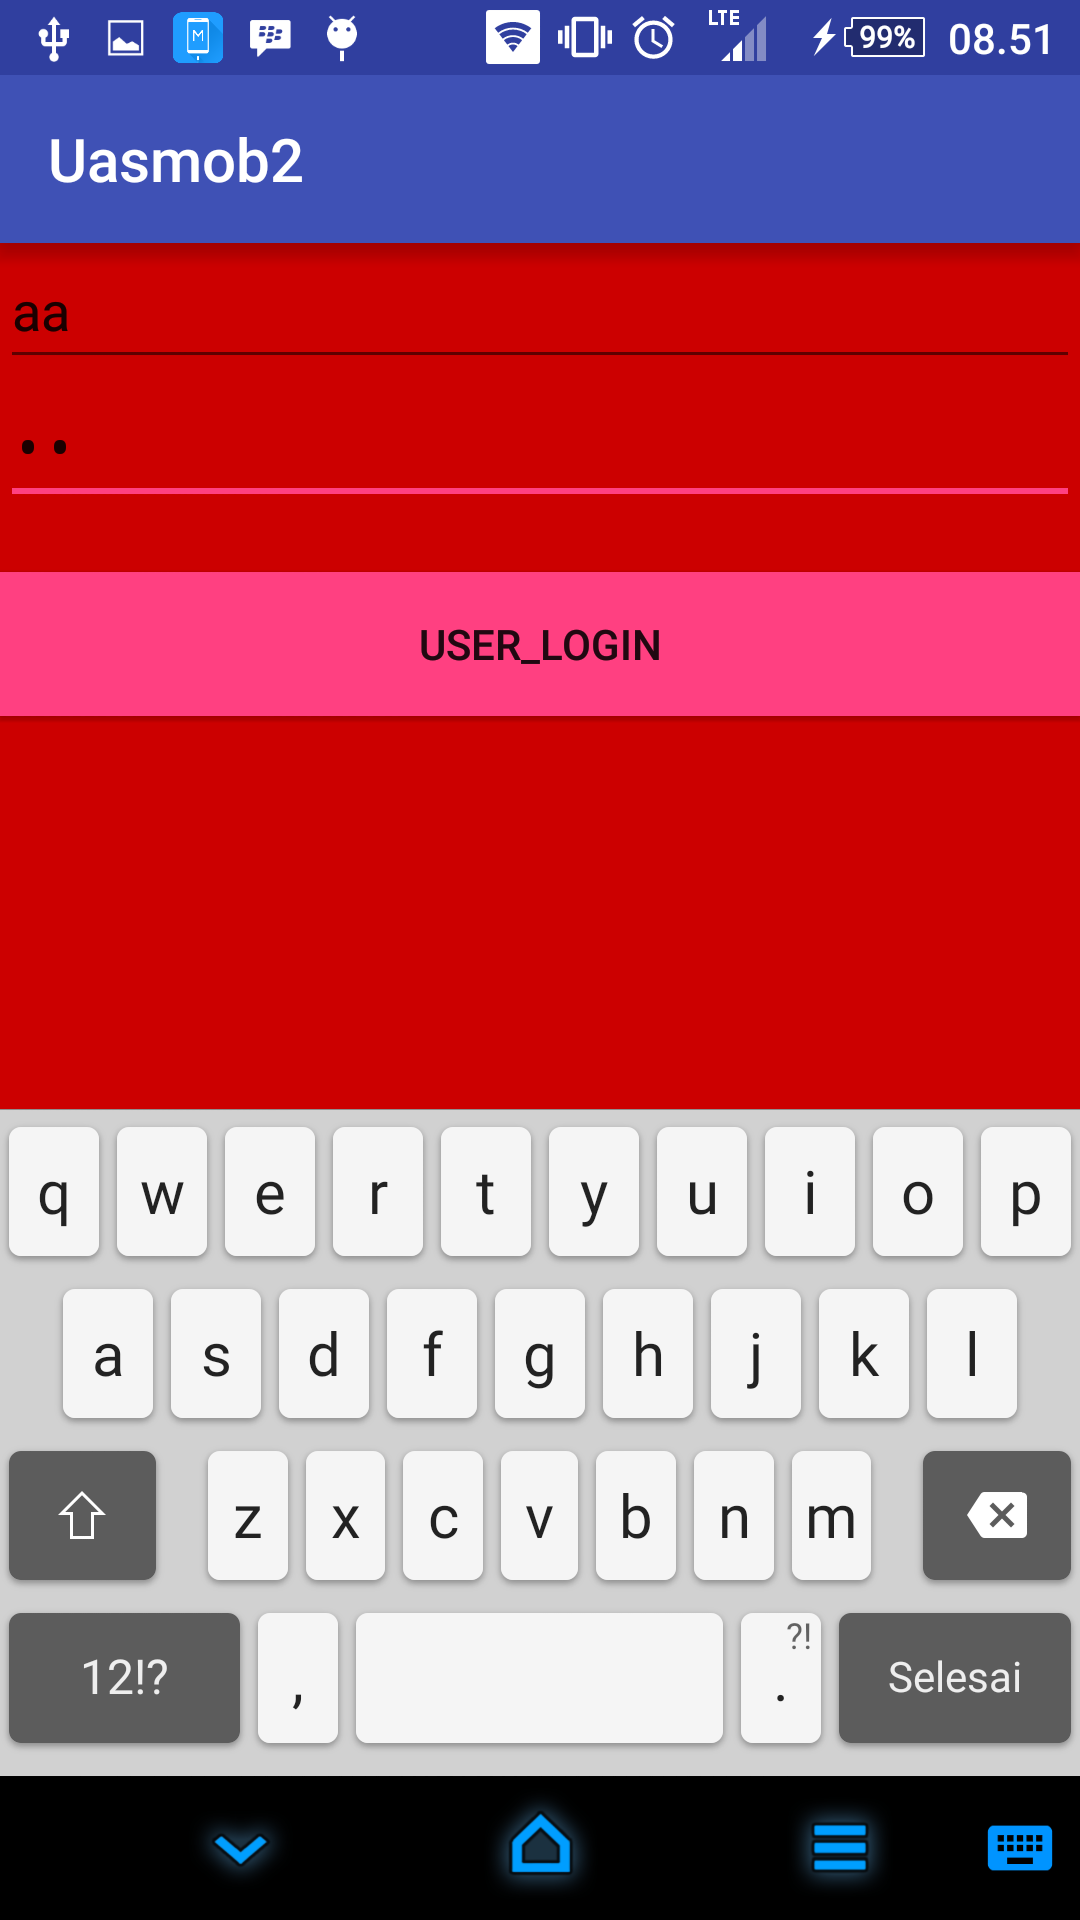 LTE 99% 08.51
Uasmob2
aa
••
USER_LOGIN
q w e r t y u i o p
a s d f g h j k l
z x c v b n m
12!? , ?! . Selesai